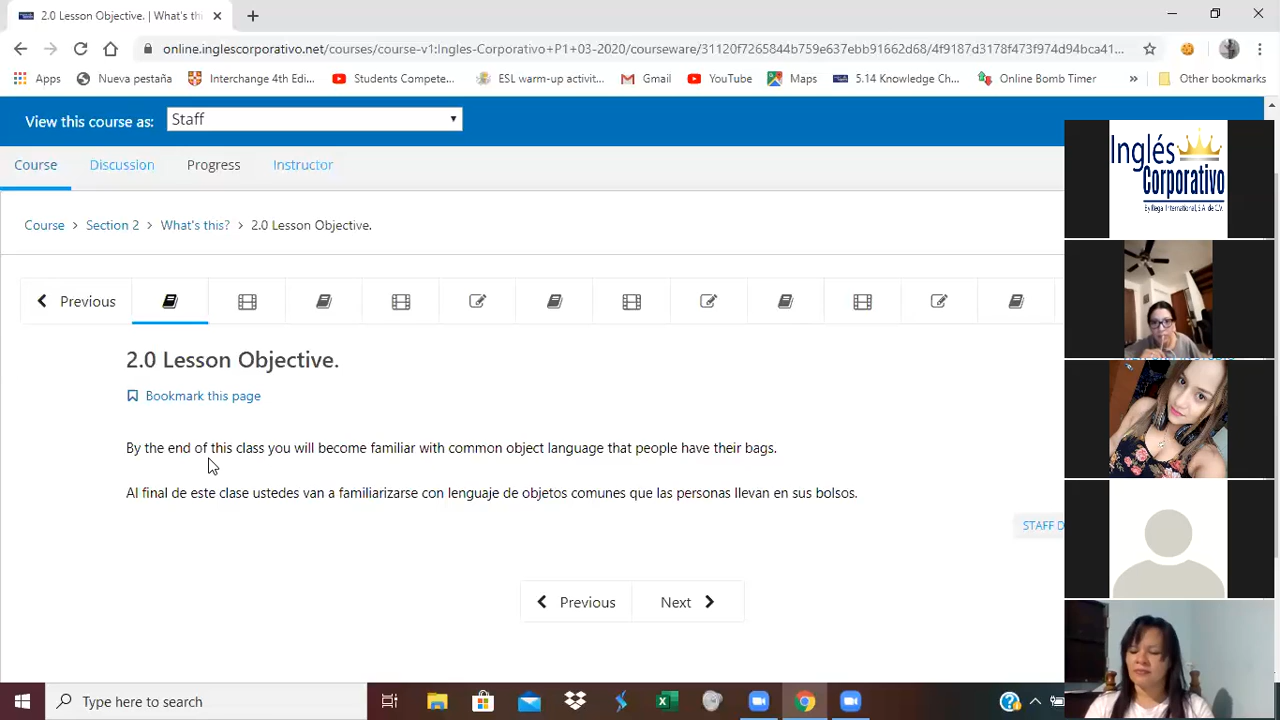 2.0 Lesson Objective. | What's thi
online.inglescorporativo.net/courses/course-v1:Ingles-Corporativo+P1+03-2020/courseware/31120f7265844b759e637ebb91662d68/4f9187d3178f473f974d94bca41...
Apps Nueva pestaña Interchange 4th Edi... Students Compete... ESL warm-up activit... Gmail YouTube Maps 5.14 Knowledge Ch... Online Bomb Timer » Other bookmarks
View this course as: Staff
Course Discussion Progress Instructor
Inglés
Corporativo
By Rega International, S.A. de C.V.
Course > Section 2 > What's this? > 2.0 Lesson Objective.
Previous
2.0 Lesson Objective.
Bookmark this page
By the end of this class you will become familiar with common object language that people have their bags.
Al final de este clase ustedes van a familiarizarse con lenguaje de objetos comunes que las personas llevan en sus bolsos.
STAFF D
Previous Next
Type here to search